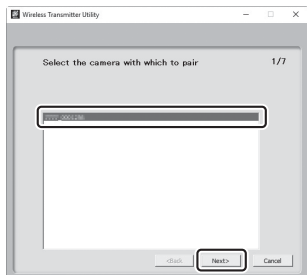 Wireless Transmitter Utility
Select the camera with which to pair 1/7
<Back Next> Cancel